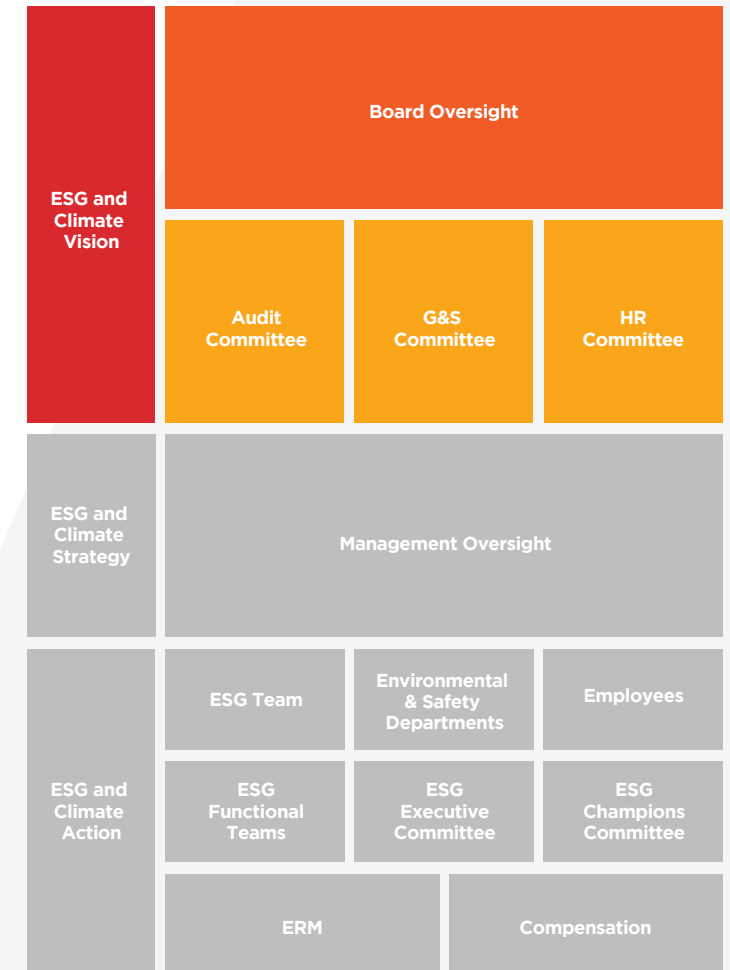 ESG and
Climate
Vision
Board Oversight
Audit
Committee
G&S
Committee
HR
Committee
ESG and
Climate
Strategy
Management Oversight
ESG and
Climate
Action
ESG Team
Environmental
& Safety
Departments
Employees
ESG
Functional
Teams
ESG
Executive
Committee
ESG
Champions
Committee
ERM
Compensation